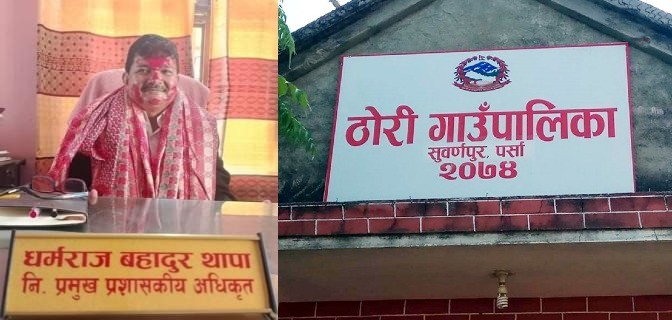 धर्मराज बहादुर थापा
नि. प्रमुख प्रशासकीय अधिकृत
ठोरी गाउँपालिका
सुवर्णपुर, पर्सा
२०७४